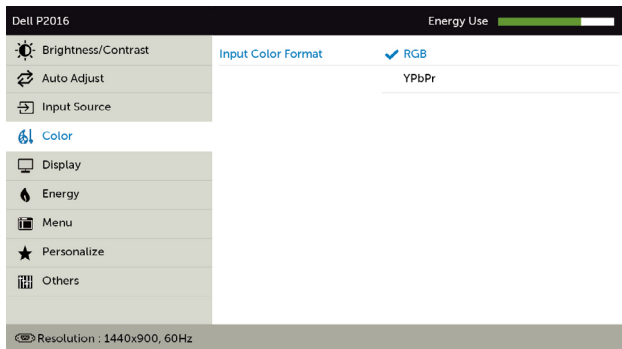 Dell P2016
Energy Use
Brightness/Contrast
Auto Adjust
Input Source
Color
Display
Energy
Menu
Personalize
Others
Input Color Format
RGB
YPbPr
Resolution : 1440x900, 60Hz